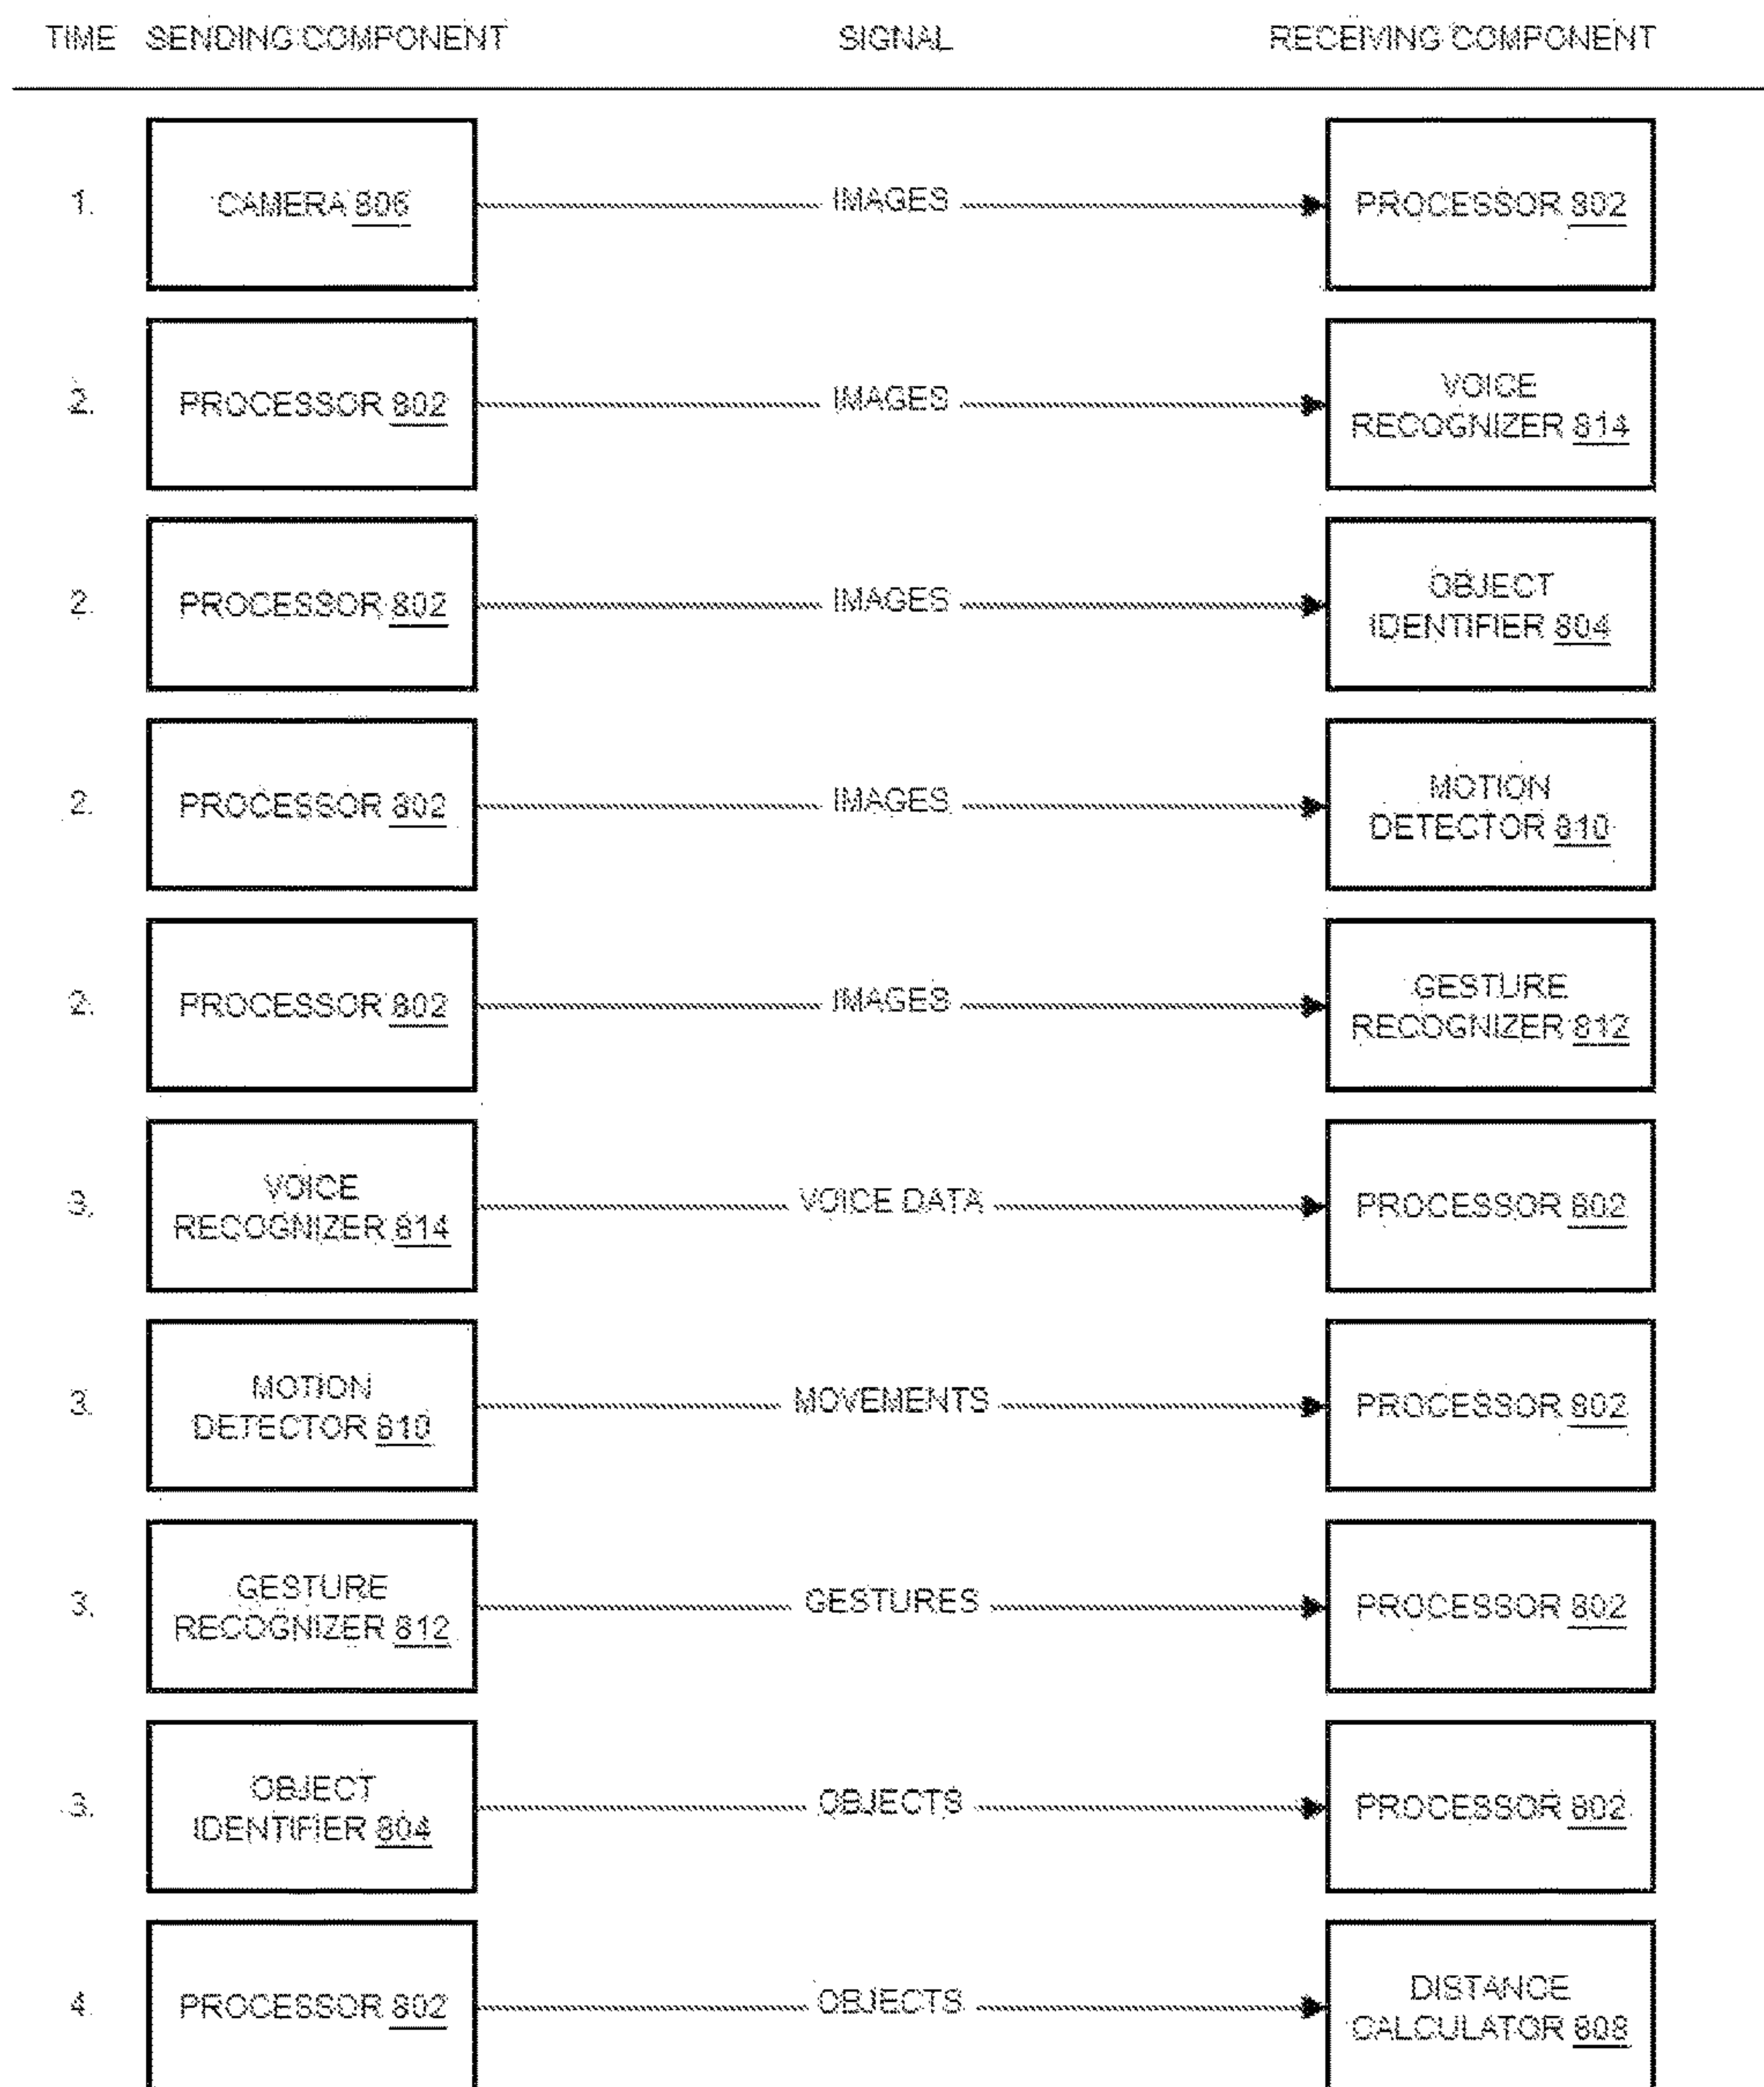 TIME SENDING COMPONENT SIGNAL RECEIVING COMPONENT
1. CAMERA 806 IMAGES PROCESSOR 802
2. PROCESSOR 802 IMAGES VOICE
RECOGNIZER 814
2. PROCESSOR 802 IMAGES OBJECT
IDENTIFIER 804
2. PROCESSOR 802 IMAGES MOTION
DETECTOR 810
2. PROCESSOR 802 IMAGES GESTURE
RECOGNIZER 812
3. VOICE
RECOGNIZER 814 VOICE DATA PROCESSOR 802
3. MOTION
DETECTOR 810 MOVEMENTS PROCESSOR 802
3. GESTURE
RECOGNIZER 812 GESTURES PROCESSOR 802
3. OBJECT
IDENTIFIER 804 OBJECTS PROCESSOR 802
4. PROCESSOR 802 OBJECTS DISTANCE
CALCULATOR 808